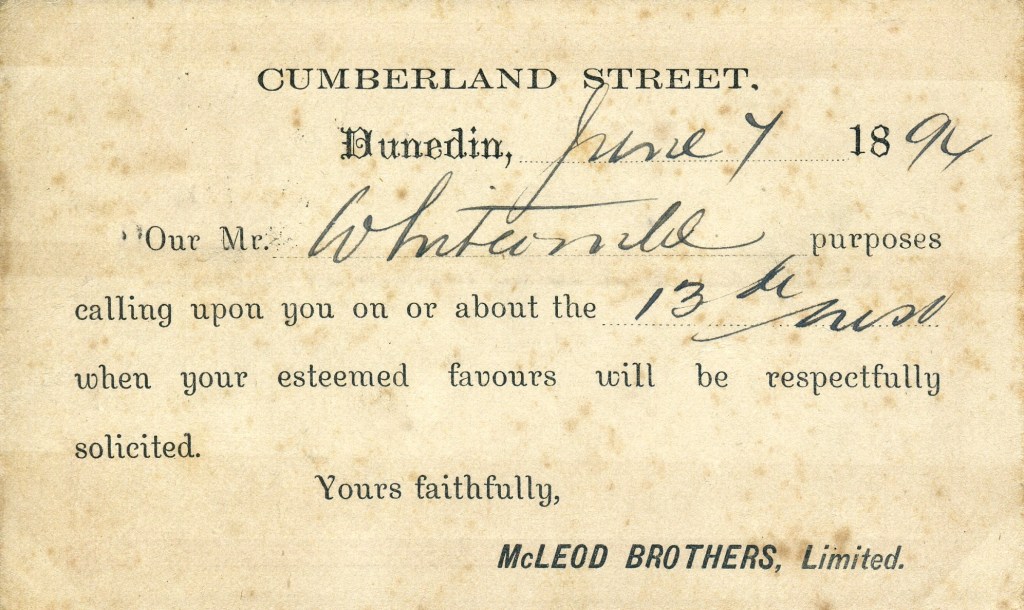 CUMBERLAND STREET.
Dunedin, June 7 1894
Our Mr. Whitcombe purposes
calling upon you on or about the 13th inst
when your esteemed favours will be respectfully
solicited.
Yours faithfully,
McLEOD BROTHERS, Limited.